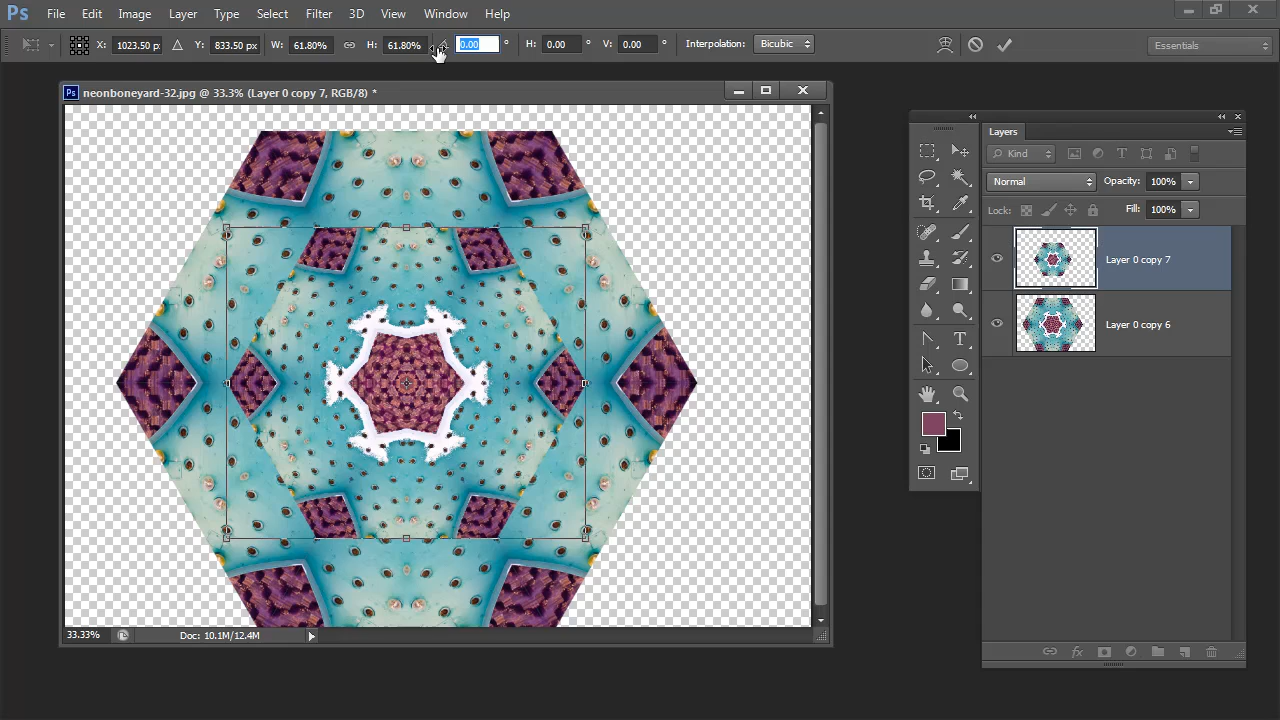 Ps File Edit Image Layer Type Select Filter 3D View Window Help
X: 1023.50 p Y: 833.50 px W: 61.80% H: 61.80% 0.00 ° H: 0.00 ° V: 0.00 ° Interpolation: Bicubic Essentials
Ps neonboneyard-32.jpg @ 33.3% (Layer 0 copy 7, RGB/8) *
Layers
Kind
Normal Opacity: 100%
Lock: Fill: 100%
Layer 0 copy 7
Layer 0 copy 6
33.33% Doc: 10.1M/12.4M
fx